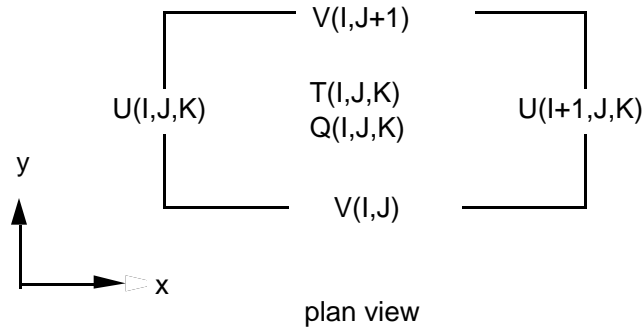 V(I,J+1)
T(I,J,K)
U(I,J,K)
U(I+1,J,K)
Q(I,J,K)
y
V(I,J)
x
plan view